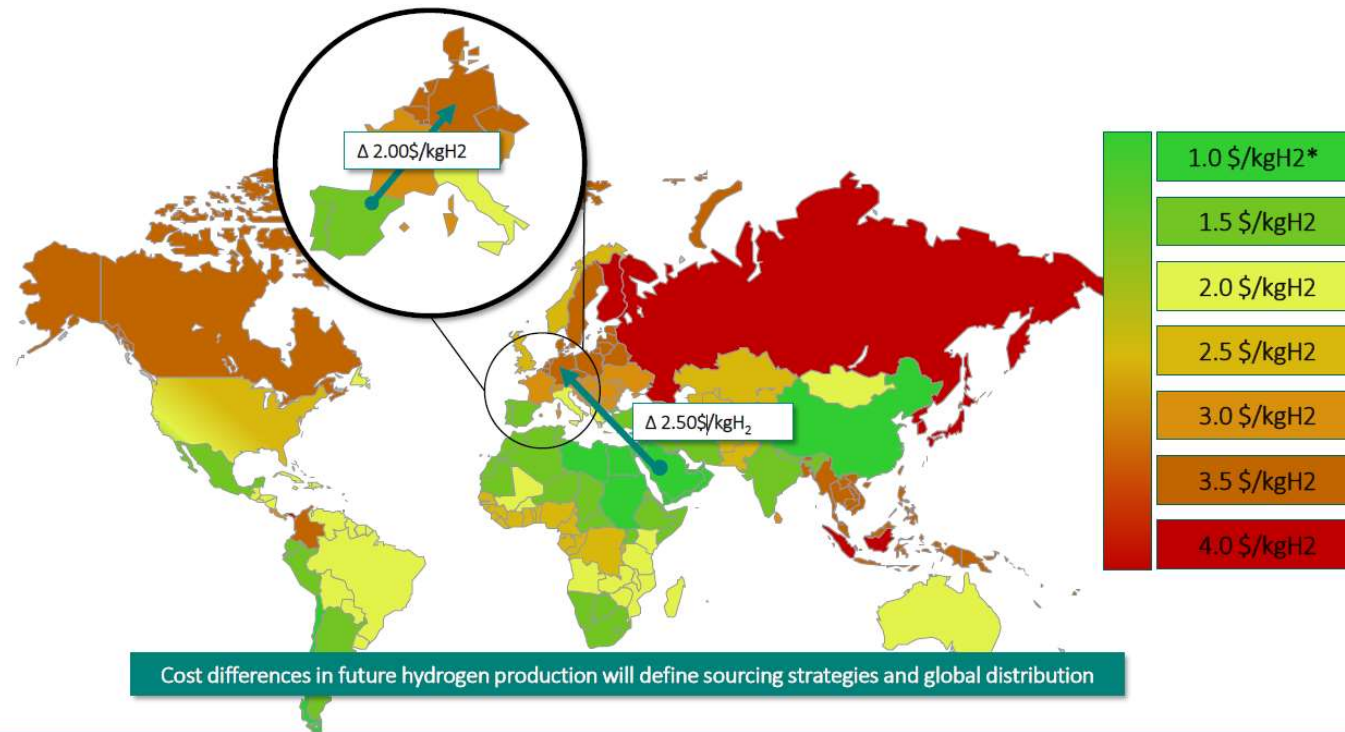 Δ 2.00$/kgH2
1.0 $/kgH2*
1.5 $/kgH2
2.0 $/kgH2
2.5 $/kgH2
Δ 2.50$/kgH₂
3.0 $/kgH2
3.5 $/kgH2
4.0 $/kgH2
Cost differences in future hydrogen production will define sourcing strategies and global distribution